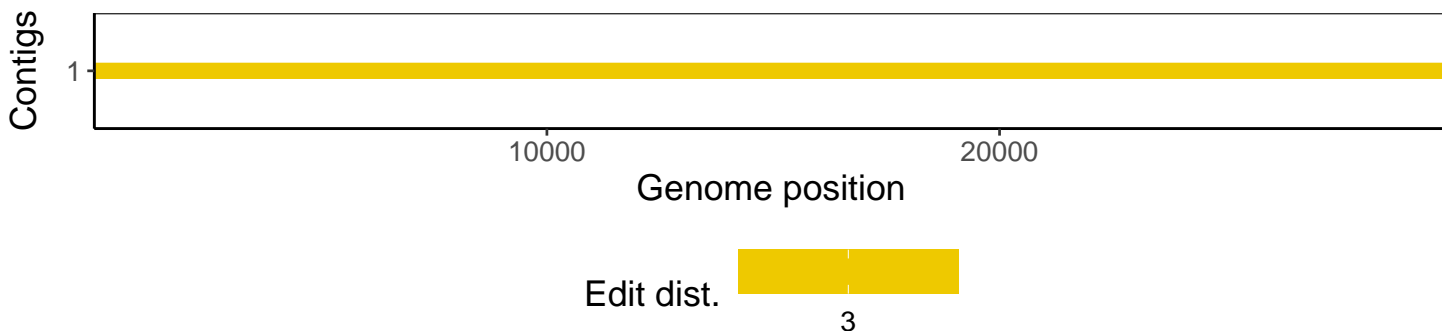 Contigs
1
10000 20000
Genome position
Edit dist.
3